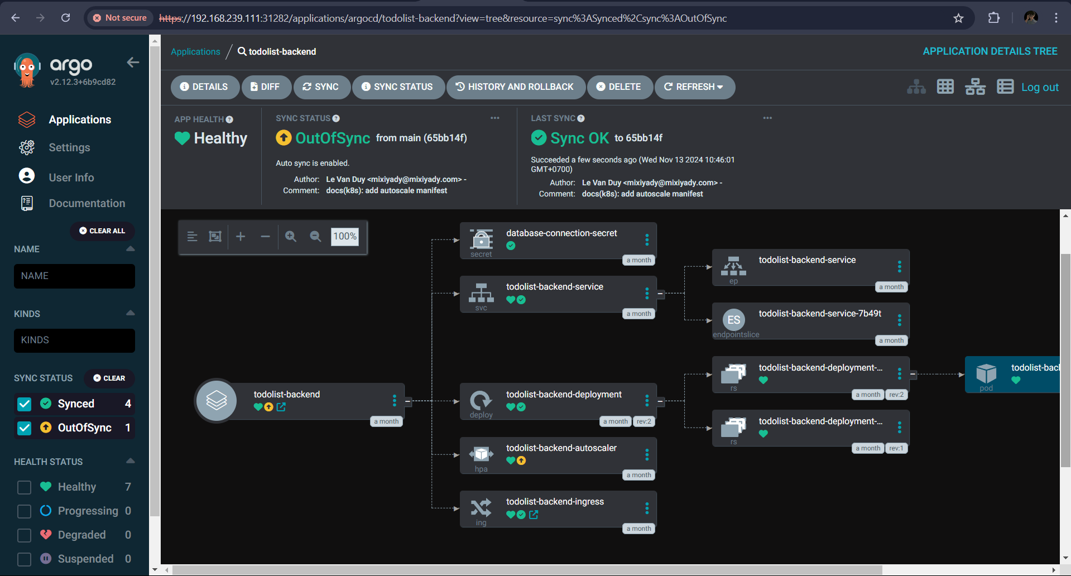 Not secure
https://192.168.239.111:31282/applications/argocd/todolist-backend?view=tree&resource=sync%3ASynced%2Csync%3AOutOfSync
argo
v2.12.3+6b9cd82
Applications
Settings
User Info
Documentation
CLEAR ALL
NAME
NAME
KINDS
KINDS
SYNC STATUS
CLEAR
Synced 4
OutOfSync 1
HEALTH STATUS
Healthy 7
Progressing 0
Degraded 0
Suspended 0
Applications / todolist-backend
APPLICATION DETAILS TREE
DETAILS
DIFF
SYNC
SYNC STATUS
HISTORY AND ROLLBACK
DELETE
REFRESH
Log out
APP HEALTH
Healthy
SYNC STATUS
OutOfSync from main (65bb14f)
Auto sync is enabled.
Author: Le Van Duy <mixiyady@mixiyady.com> -
Comment: docs(k8s): add autoscale manifest
LAST SYNC
Sync OK to 65bb14f
Succeeded a few seconds ago (Wed Nov 13 2024 10:46:01
GMT+0700)
Author: Le Van Duy <mixiyady@mixiyady.com> -
Comment: docs(k8s): add autoscale manifest
100%
todolist-backend
a month
secret
database-connection-secret
a month
svc
todolist-backend-service
a month
deploy
todolist-backend-deployment
a month
rev:2
hpa
todolist-backend-autoscaler
a month
ing
todolist-backend-ingress
a month
ep
todolist-backend-service
a month
ES
endpointslice
todolist-backend-service-7b49t
a month
rs
todolist-backend-deployment-...
a month
rev:2
rs
todolist-backend-deployment-...
a month
rev:1
pod
todolist-bac